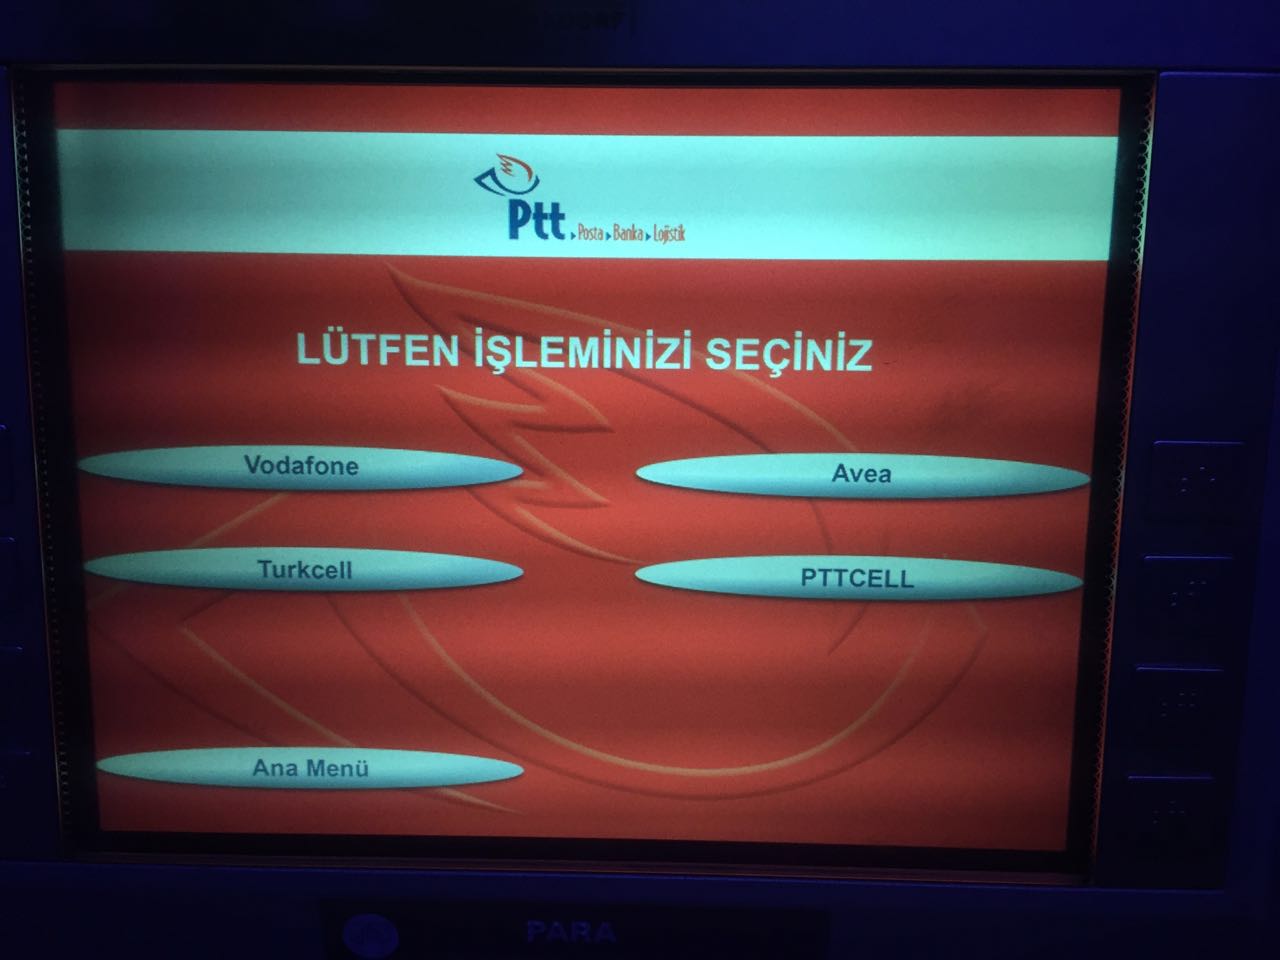 Ptt
Posta Banka Lojistik
LÜTFEN İŞLEMİNİZİ SEÇİNİZ
Vodafone Avea
Turkcell PTTCELL
Ana Menü
PARA